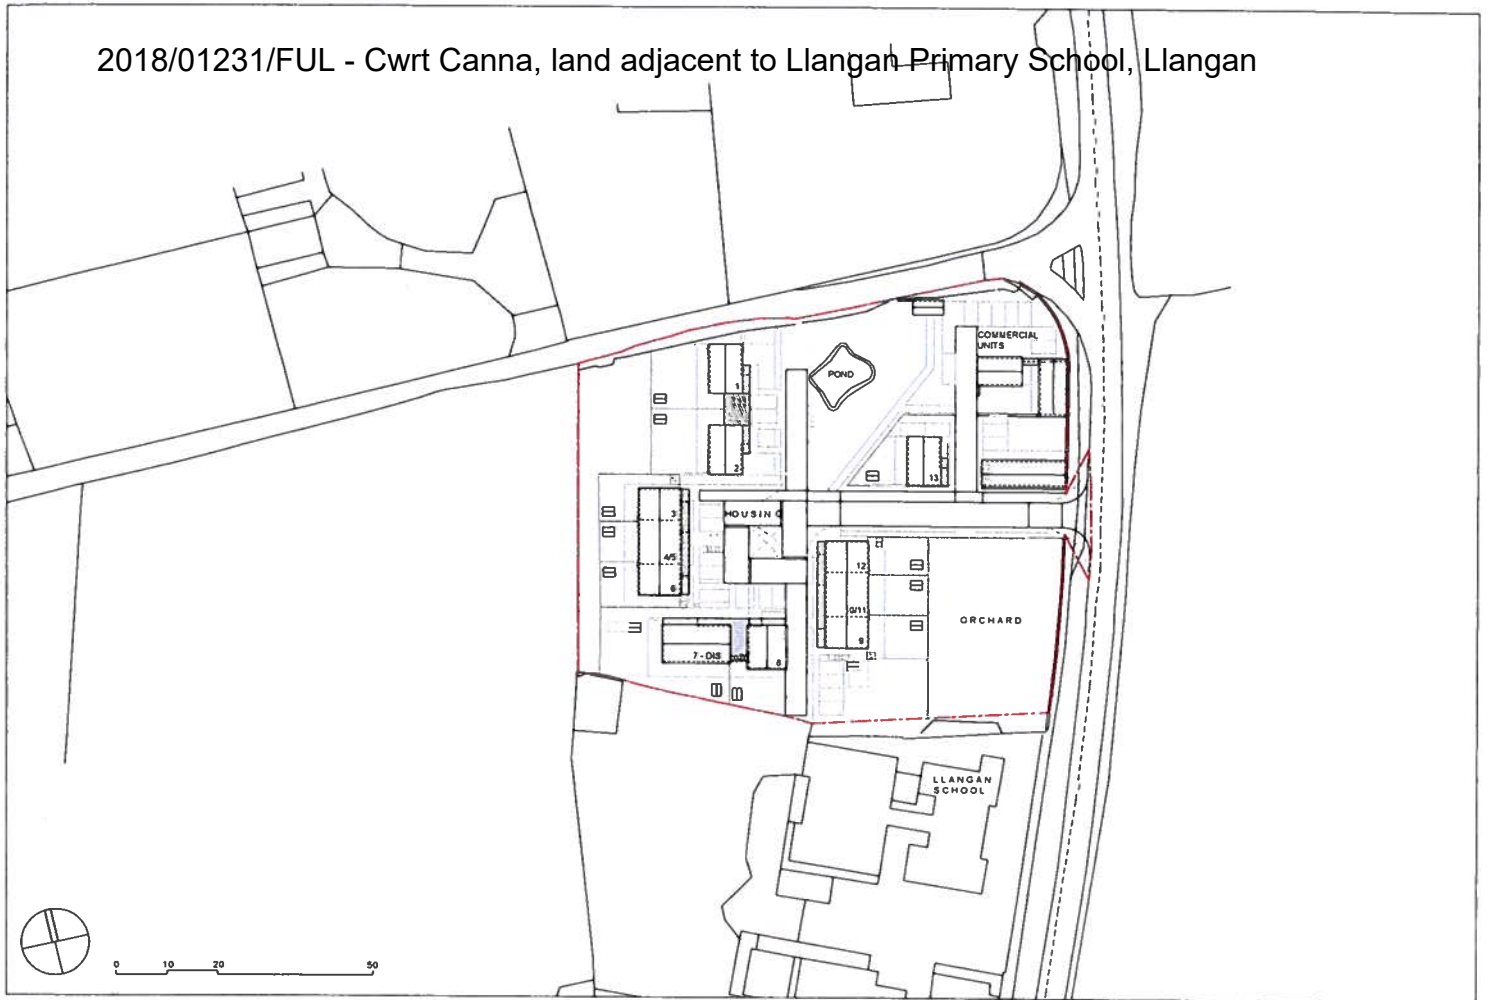 2018/01231/FUL - Cwrt Canna, land adjacent to Llangan Primary School, Llangan
COMMERCIAL
UNITS
POND
1
2
13
HOUSING
3
4/5
6
12
0/11
9
7 - DIS
8
ORCHARD
LLANGAN
SCHOOL
0 10 20 50